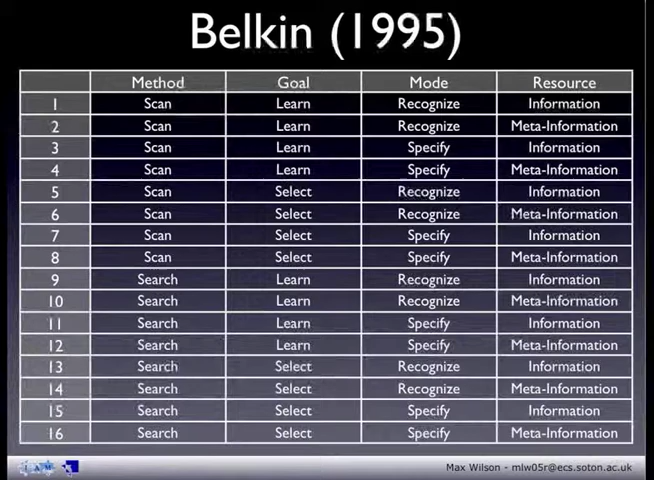 Belkin (1995)
Method Goal Mode Resource
1 Scan Learn Recognize Information
2 Scan Learn Recognize Meta-Information
3 Scan Learn Specify Information
4 Scan Learn Specify Meta-Information
5 Scan Select Recognize Information
6 Scan Select Recognize Meta-Information
7 Scan Select Specify Information
8 Scan Select Specify Meta-Information
9 Search Learn Recognize Information
10 Search Learn Recognize Meta-Information
11 Search Learn Specify Information
12 Search Learn Specify Meta-Information
13 Search Select Recognize Information
14 Search Select Recognize Meta-Information
15 Search Select Specify Information
16 Search Select Specify Meta-Information
IAM
Max Wilson - mlw05r@ecs.soton.ac.uk